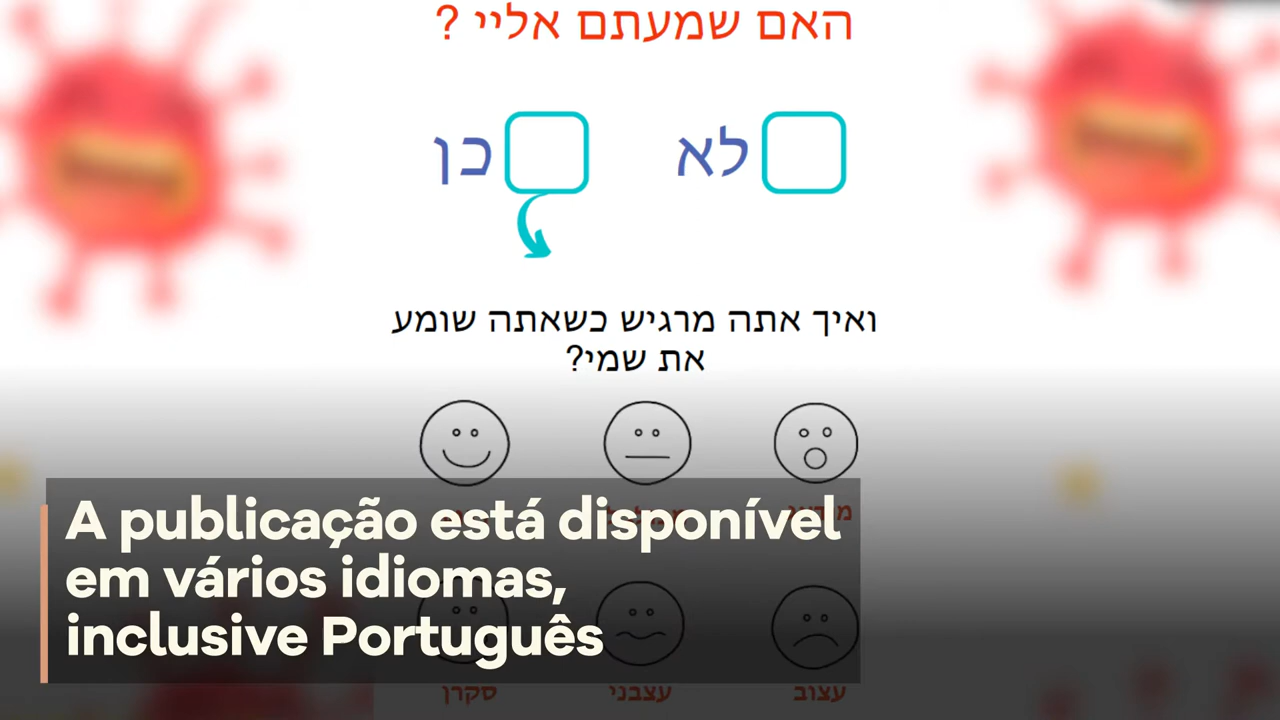 האם שמעתם אליי ?
לא
כן
ואיך אתה מרגיש כשאתה שומע
את שמי?
A publicação está disponível
em vários idiomas,
inclusive Português
עצוב
עצבני
סקרן